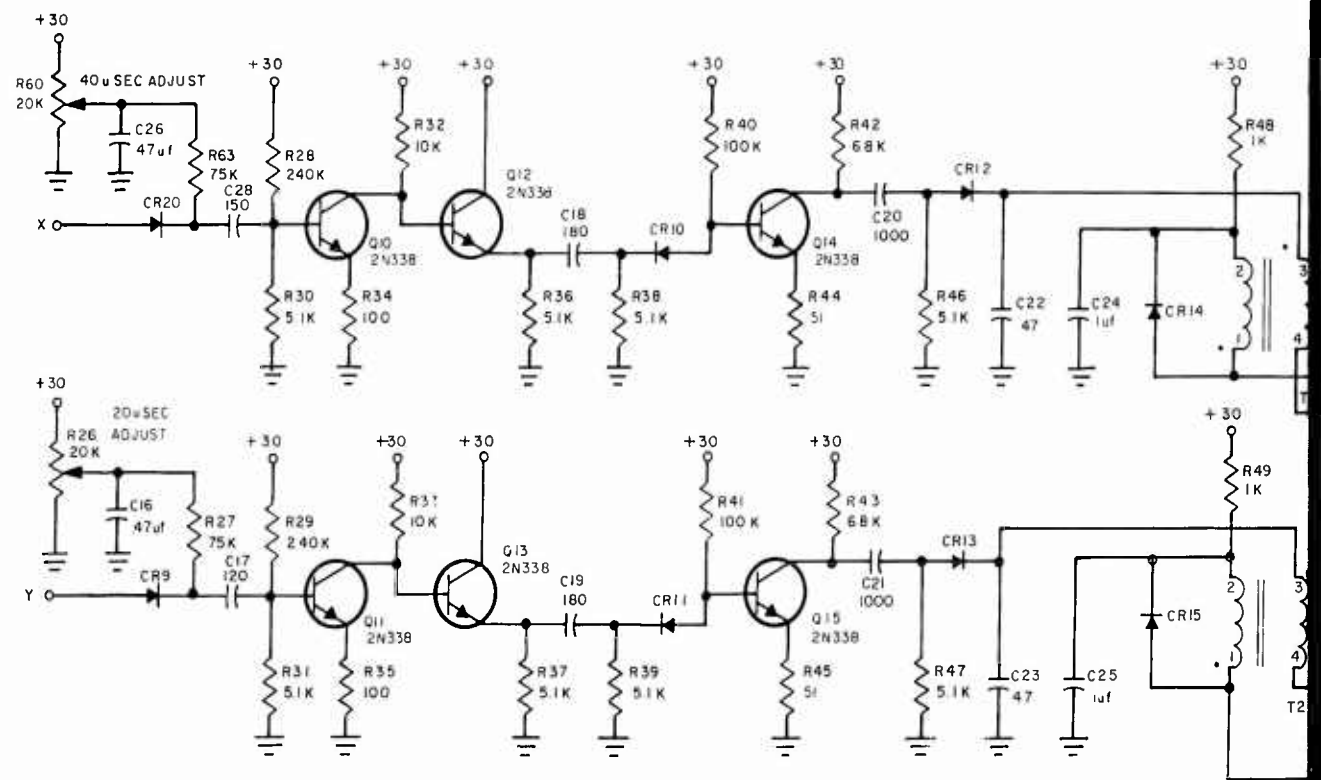 +30
R60
20K
40uSEC ADJUST
C26
47uf
R63
75K
C28
150
CR20
X
+30
R28
240K
R30
5.1K
Q10
2N338
R34
100
+30
R32
10K
+30
Q12
2N338
C18
180
CR10
R36
5.1K
R38
5.1K
+30
R40
100K
Q14
2N338
R44
51
+30
R42
68K
C20
1000
CR12
R46
5.1K
C22
47
C24
1uf
CR14
+30
R48
1K
2
1
3
4
T
+30
R26
20K
20uSEC
ADJUST
C16
47uf
R27
75K
C17
120
CR9
Y
+30
R29
240K
R31
5.1K
Q11
2N338
R35
100
+30
R37
10K
+30
Q13
2N338
C19
180
CR11
R37
5.1K
R39
5.1K
+30
R41
100K
Q15
2N338
R45
51
+30
R43
68K
C21
1000
CR13
R47
5.1K
C23
47
C25
1uf
CR15
+30
R49
1K
2
1
3
4
T2